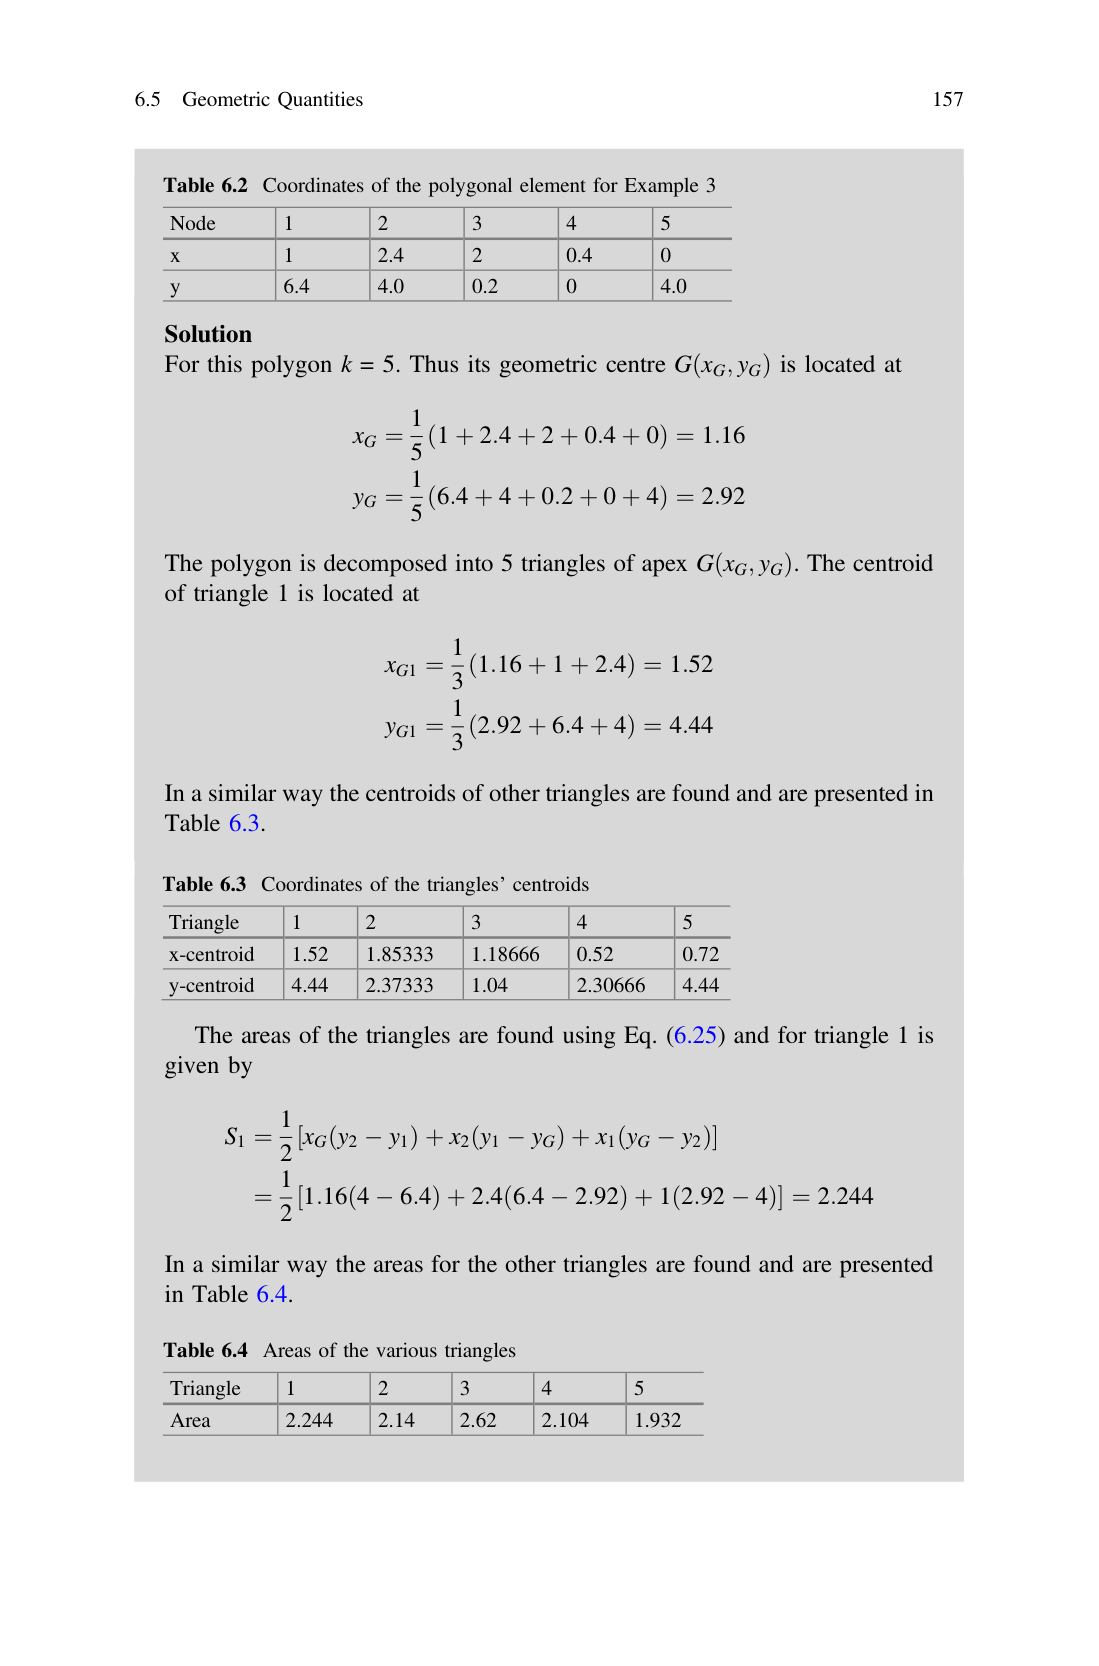 6.5 Geometric Quantities 157
Table 6.2 Coordinates of the polygonal element for Example 3
Node 1 2 3 4 5
x 1 2.4 2 0.4 0
y 6.4 4.0 0.2 0 4.0
Solution
For this polygon k = 5. Thus its geometric centre G(x_G, y_G) is located at
x_G = 1/5 (1 + 2.4 + 2 + 0.4 + 0) = 1.16
y_G = 1/5 (6.4 + 4 + 0.2 + 0 + 4) = 2.92
The polygon is decomposed into 5 triangles of apex G(x_G, y_G). The centroid
of triangle 1 is located at
x_G1 = 1/3 (1.16 + 1 + 2.4) = 1.52
y_G1 = 1/3 (2.92 + 6.4 + 4) = 4.44
In a similar way the centroids of other triangles are found and are presented in
Table 6.3.
Table 6.3 Coordinates of the triangles’ centroids
Triangle 1 2 3 4 5
x-centroid 1.52 1.85333 1.18666 0.52 0.72
y-centroid 4.44 2.37333 1.04 2.30666 4.44
The areas of the triangles are found using Eq. (6.25) and for triangle 1 is
given by
S_1 = 1/2 [x_G(y_2 − y_1) + x_2(y_1 − y_G) + x_1(y_G − y_2)]
= 1/2 [1.16(4 − 6.4) + 2.4(6.4 − 2.92) + 1(2.92 − 4)] = 2.244
In a similar way the areas for the other triangles are found and are presented
in Table 6.4.
Table 6.4 Areas of the various triangles
Triangle 1 2 3 4 5
Area 2.244 2.14 2.62 2.104 1.932